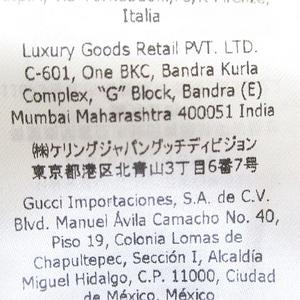 Italia
Luxury Goods Retail PVT. LTD.
C-601, One BKC, Bandra Kurla
Complex, “G” Block, Bandra (E)
Mumbai Maharashtra 400051 India
㈱ケリングジャパングッチディビジョン
東京都港区北青山3丁目6番7号
Gucci Importaciones, S.A. de C.V.
Blvd. Manuel Ávila Camacho No. 40,
Piso 19, Colonia Lomas de
Chapultepec, Sección I, Alcaldía
Miguel Hidalgo, C.P. 11000, Ciudad
de México, México